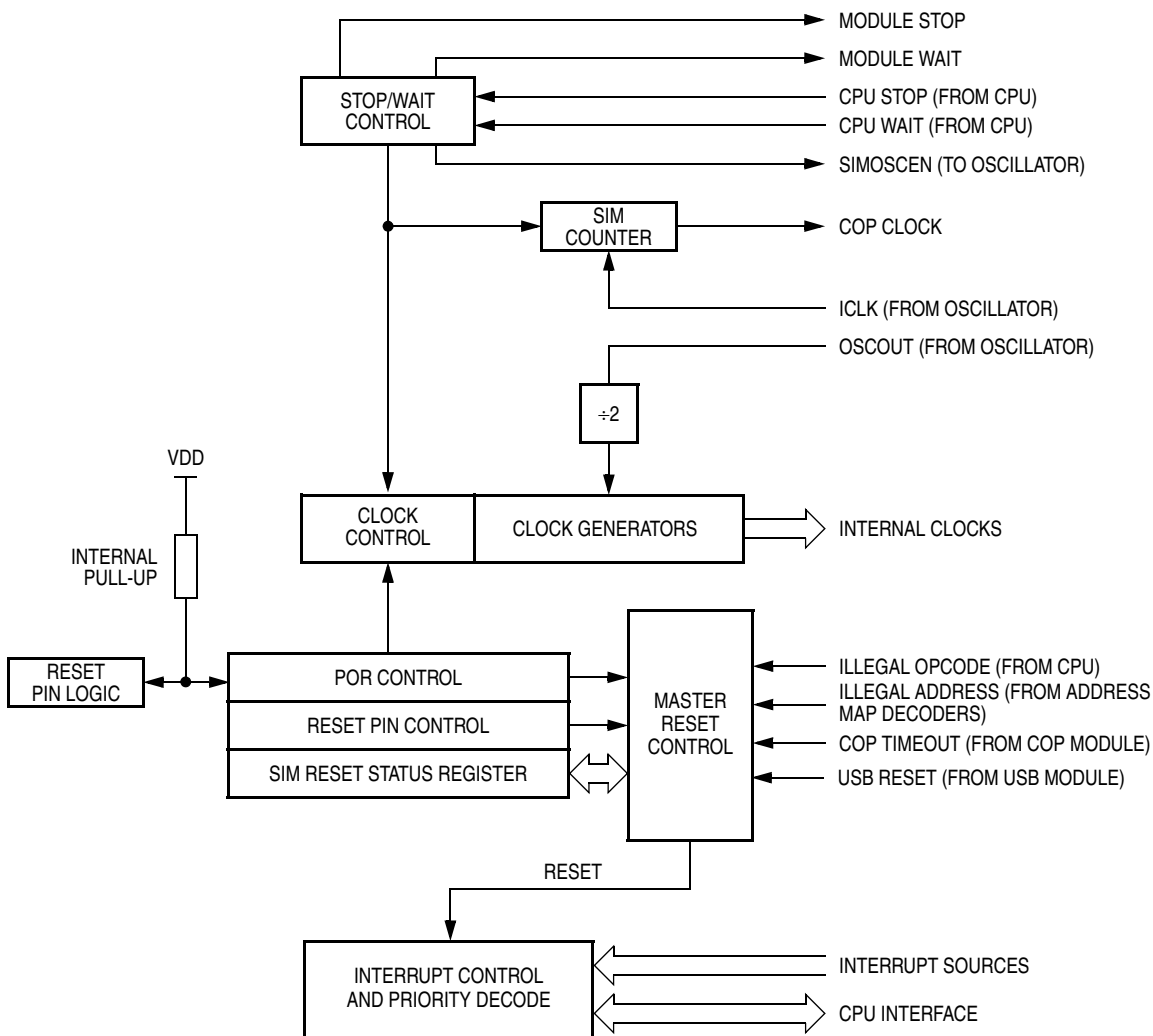 MODULE STOP
MODULE WAIT
STOP/WAIT
CONTROL
CPU STOP (FROM CPU)
CPU WAIT (FROM CPU)
SIMOSCEN (TO OSCILLATOR)
SIM
COUNTER
COP CLOCK
ICLK (FROM OSCILLATOR)
OSCOUT (FROM OSCILLATOR)
÷2
VDD
CLOCK
CONTROL
CLOCK GENERATORS
INTERNAL CLOCKS
INTERNAL
PULL-UP
RESET
PIN LOGIC
POR CONTROL
RESET PIN CONTROL
SIM RESET STATUS REGISTER
MASTER
RESET
CONTROL
ILLEGAL OPCODE (FROM CPU)
ILLEGAL ADDRESS (FROM ADDRESS
MAP DECODERS)
COP TIMEOUT (FROM COP MODULE)
USB RESET (FROM USB MODULE)
RESET
INTERRUPT CONTROL
AND PRIORITY DECODE
INTERRUPT SOURCES
CPU INTERFACE